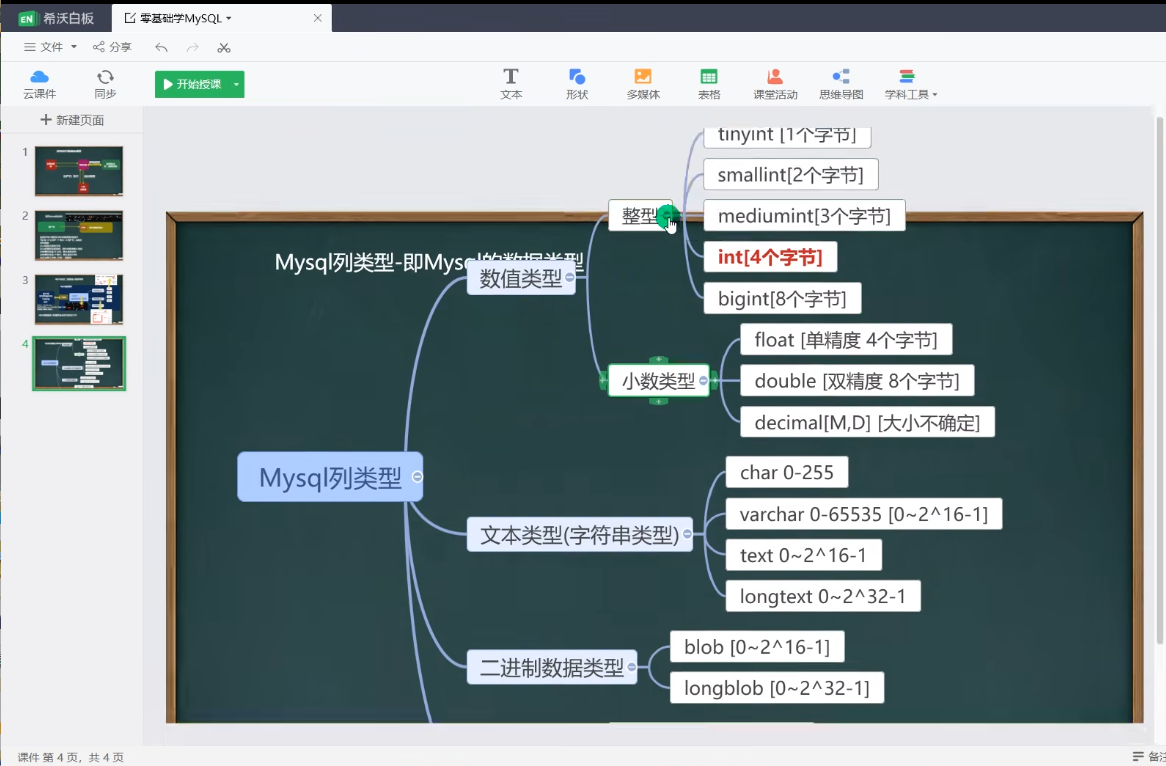 EN 希沃白板
零基础学MySQL
文件
分享
云课件
同步
开始授课
文本
形状
多媒体
表格
课堂活动
思维导图
学科工具
新建页面
1
2
3
4
Mysql列类型-即Mysql的数据类型
Mysql列类型
数值类型
整型
tinyint [1个字节]
smallint[2个字节]
mediumint[3个字节]
int[4个字节]
bigint[8个字节]
小数类型
float [单精度 4个字节]
double [双精度 8个字节]
decimal[M,D] [大小不确定]
文本类型(字符串类型)
char 0-255
varchar 0-65535 [0~2^16-1]
text 0~2^16-1
longtext 0~2^32-1
二进制数据类型
blob [0~2^16-1]
longblob [0~2^32-1]
课件 第 4 页，共 4 页
备注